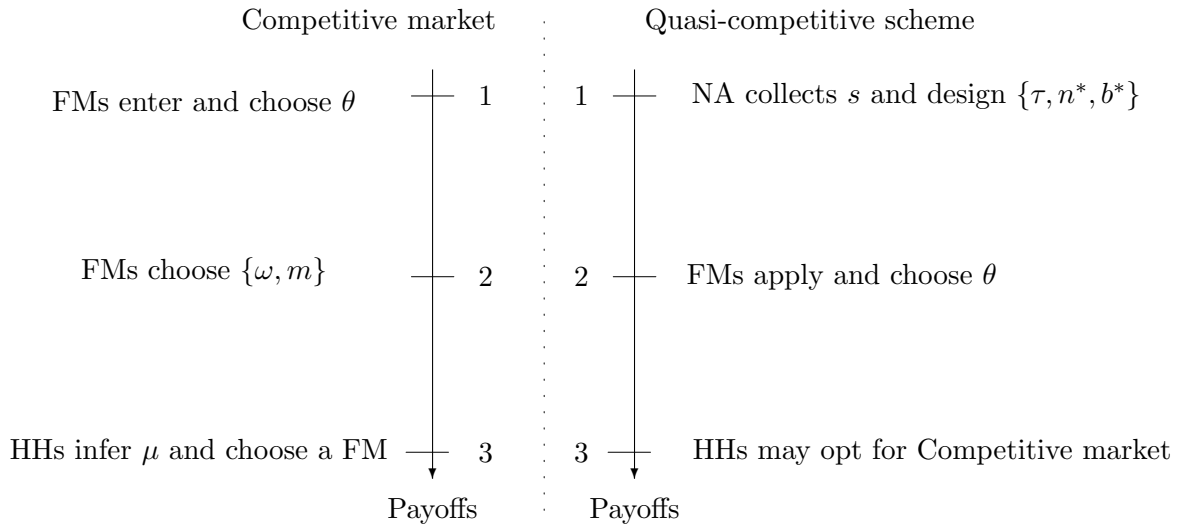 Competitive market
Quasi-competitive scheme
FMs enter and choose θ
1
1
NA collects s and design {τ, n*, b*}
FMs choose {ω, m}
2
2
FMs apply and choose θ
HHs infer μ and choose a FM
3
3
HHs may opt for Competitive market
Payoffs
Payoffs